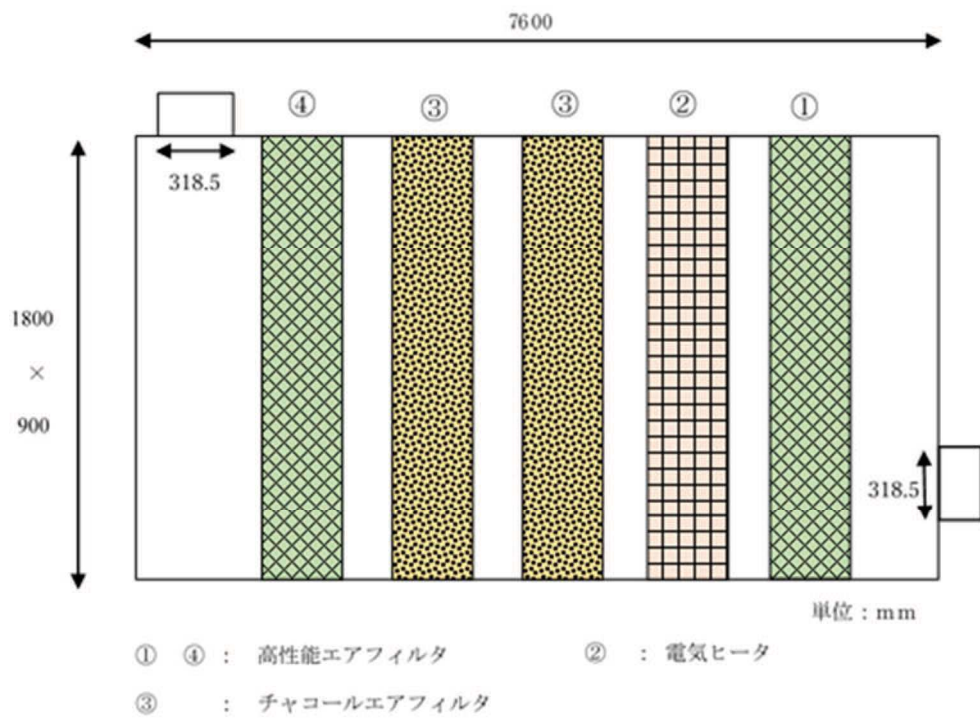 7600
④ ③ ③ ② ①
318.5
1800
×
900
318.5
単位：mm
① ④ ： 高性能エアフィルタ ② ： 電気ヒータ
③ ： チャコールエアフィルタ